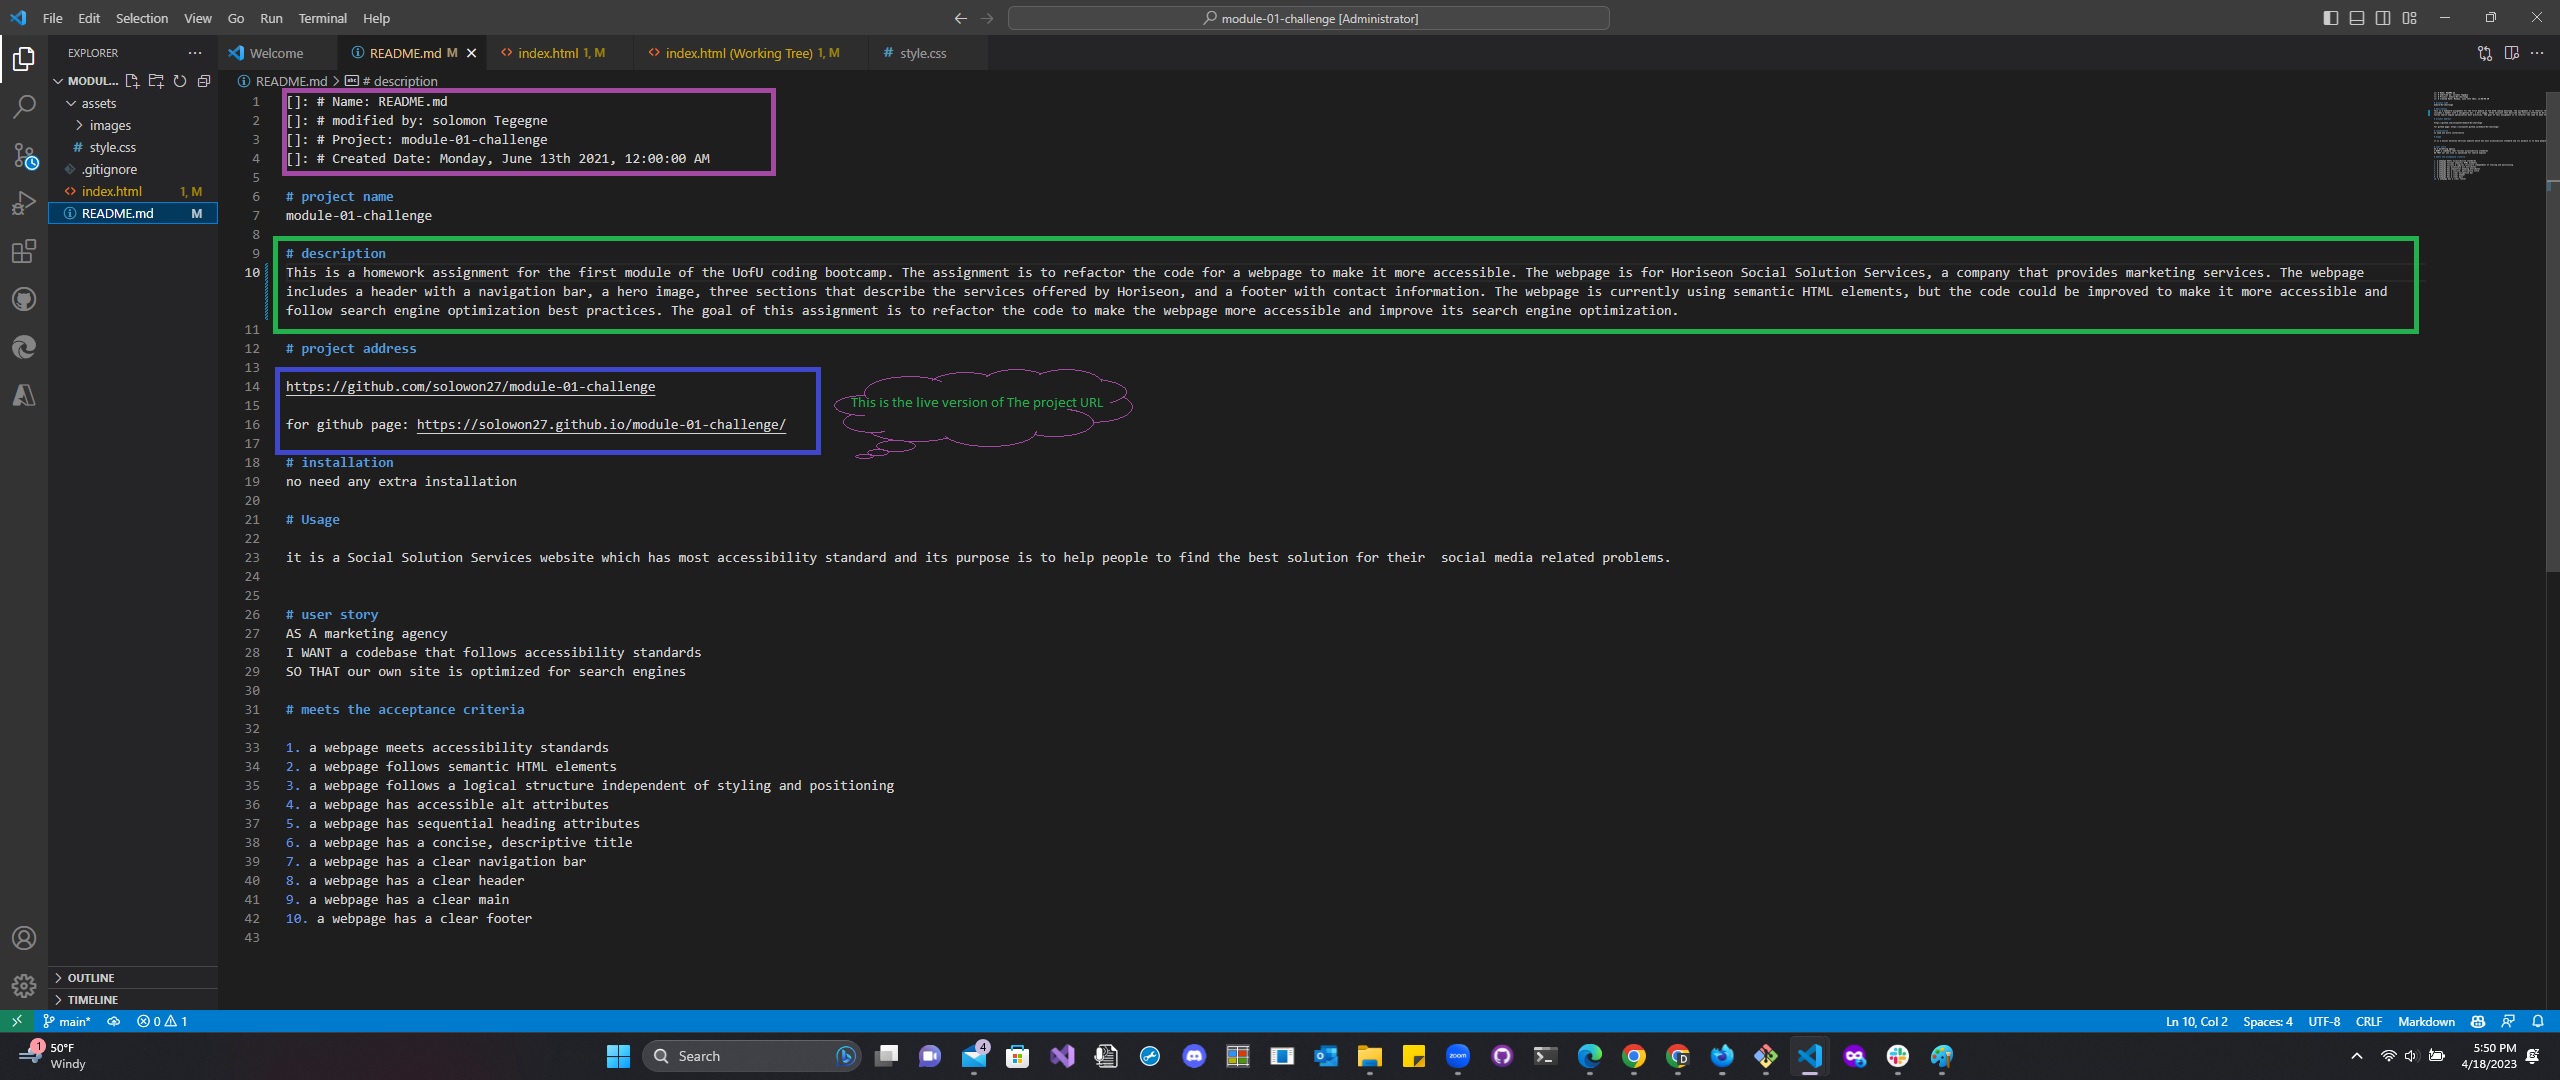 File Edit Selection View Go Run Terminal Help
module-01-challenge [Administrator]
EXPLORER
Welcome
README.md M
index.html 1, M
index.html (Working Tree) 1, M
# style.css
MODUL...
assets
images
# style.css
.gitignore
index.html 1, M
README.md M
README.md > # description
1 []: # Name: README.md
2 []: # modified by: solomon Tegegne
3 []: # Project: module-01-challenge
4 []: # Created Date: Monday, June 13th 2021, 12:00:00 AM
5
6 # project name
7 module-01-challenge
8
9 # description
10 This is a homework assignment for the first module of the UofU coding bootcamp. The assignment is to refactor the code for a webpage to make it more accessible. The webpage is for Horiseon Social Solution Services, a company that provides marketing services. The webpage
includes a header with a navigation bar, a hero image, three sections that describe the services offered by Horiseon, and a footer with contact information. The webpage is currently using semantic HTML elements, but the code could be improved to make it more accessible and
follow search engine optimization best practices. The goal of this assignment is to refactor the code to make the webpage more accessible and improve its search engine optimization.
11
12 # project address
13
14 https://github.com/solowon27/module-01-challenge
This is the live version of The project URL
15
16 for github page: https://solowon27.github.io/module-01-challenge/
17
18 # installation
19 no need any extra installation
20
21 # Usage
22
23 it is a Social Solution Services website which has most accessibility standard and its purpose is to help people to find the best solution for their  social media related problems.
24
25
26 # user story
27 AS A marketing agency
28 I WANT a codebase that follows accessibility standards
29 SO THAT our own site is optimized for search engines
30
31 # meets the acceptance criteria
32
33 1. a webpage meets accessibility standards
34 2. a webpage follows semantic HTML elements
35 3. a webpage follows a logical structure independent of styling and positioning
36 4. a webpage has accessible alt attributes
37 5. a webpage has sequential heading attributes
38 6. a webpage has a concise, descriptive title
39 7. a webpage has a clear navigation bar
40 8. a webpage has a clear header
41 9. a webpage has a clear main
42 10. a webpage has a clear footer
43
OUTLINE
TIMELINE
main* 0 1
Ln 10, Col 2 Spaces: 4 UTF-8 CRLF Markdown
1
50°F
Windy
Search
4
zoom
5:50 PM
4/18/2023